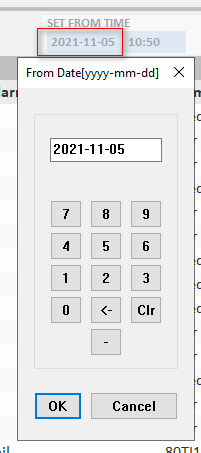 SET FROM TIME
2021-11-05 10:50
From Date[yyyy-mm-dd]
2021-11-05
7 8 9
4 5 6
1 2 3
0 <- Clr
-
OK Cancel
80TI1